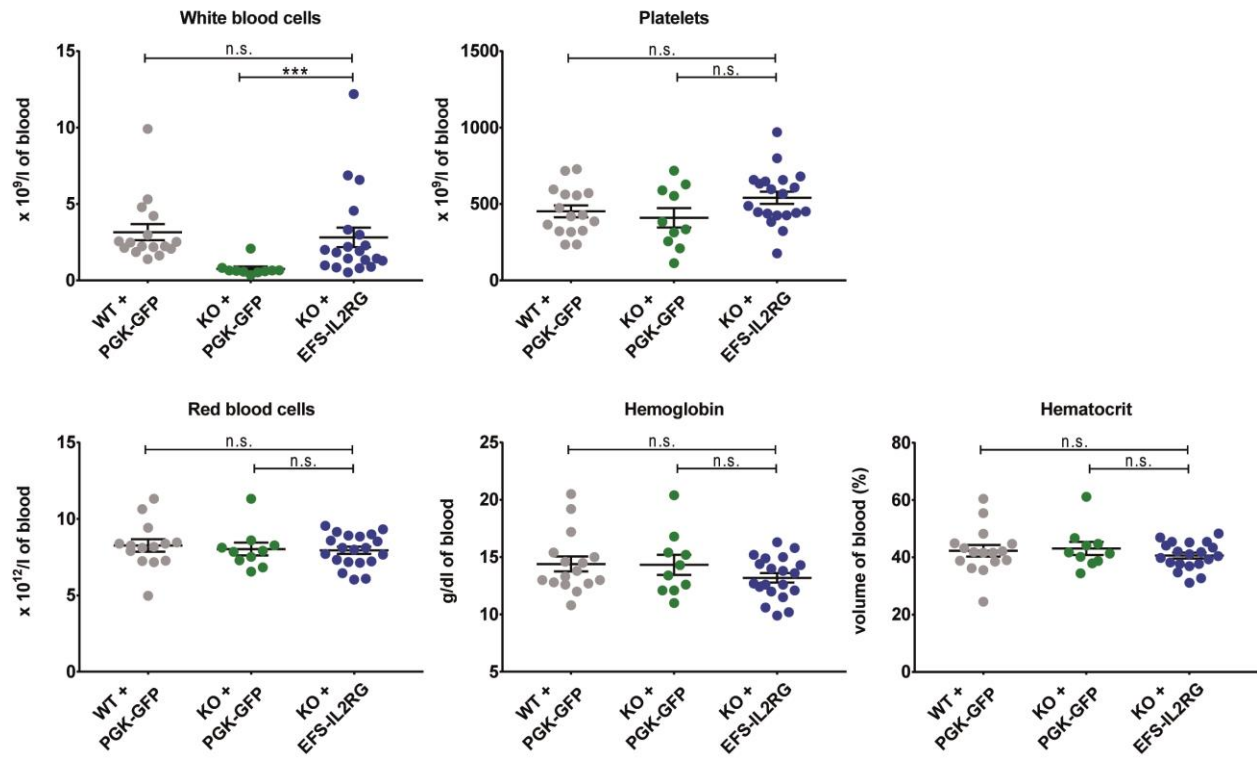 White blood cells
n.s.
***
15
10
5
0
x 10⁹/l of blood
WT +
PGK-GFP
KO +
PGK-GFP
KO +
EFS-IL2RG
Platelets
n.s.
n.s.
1500
1000
500
0
x 10⁹/l of blood
WT +
PGK-GFP
KO +
PGK-GFP
KO +
EFS-IL2RG
Red blood cells
n.s.
n.s.
15
10
5
0
x 10¹²/l of blood
WT +
PGK-GFP
KO +
PGK-GFP
KO +
EFS-IL2RG
Hemoglobin
n.s.
n.s.
25
20
15
10
5
g/dl of blood
WT +
PGK-GFP
KO +
PGK-GFP
KO +
EFS-IL2RG
Hematocrit
n.s.
n.s.
80
60
40
20
0
volume of blood (%)
WT +
PGK-GFP
KO +
PGK-GFP
KO +
EFS-IL2RG